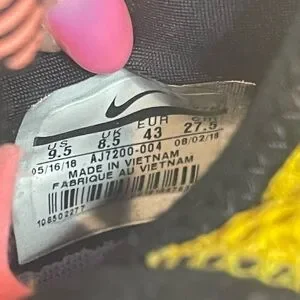 US UK EUR cm
9.5 8.5 43 27.5
05/16/18 AJ7200-004 08/02/18
MADE IN VIETNAM
FABRIQUE AU VIETNAM